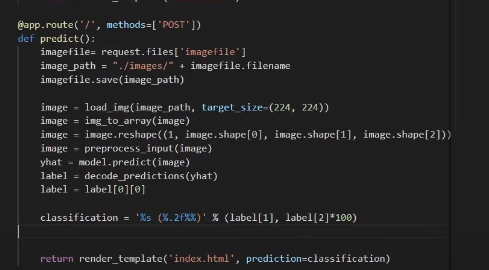 @app.route('/', methods=['POST'])
def predict():
    imagefile= request.files['imagefile']
    image_path = "./images/" + imagefile.filename
    imagefile.save(image_path)

    image = load_img(image_path, target_size=(224, 224))
    image = img_to_array(image)
    image = image.reshape((1, image.shape[0], image.shape[1], image.shape[2]))
    image = preprocess_input(image)
    yhat = model.predict(image)
    label = decode_predictions(yhat)
    label = label[0][0]

    classification = '%s (%.2f%%)' % (label[1], label[2]*100)

    return render_template('index.html', prediction=classification)